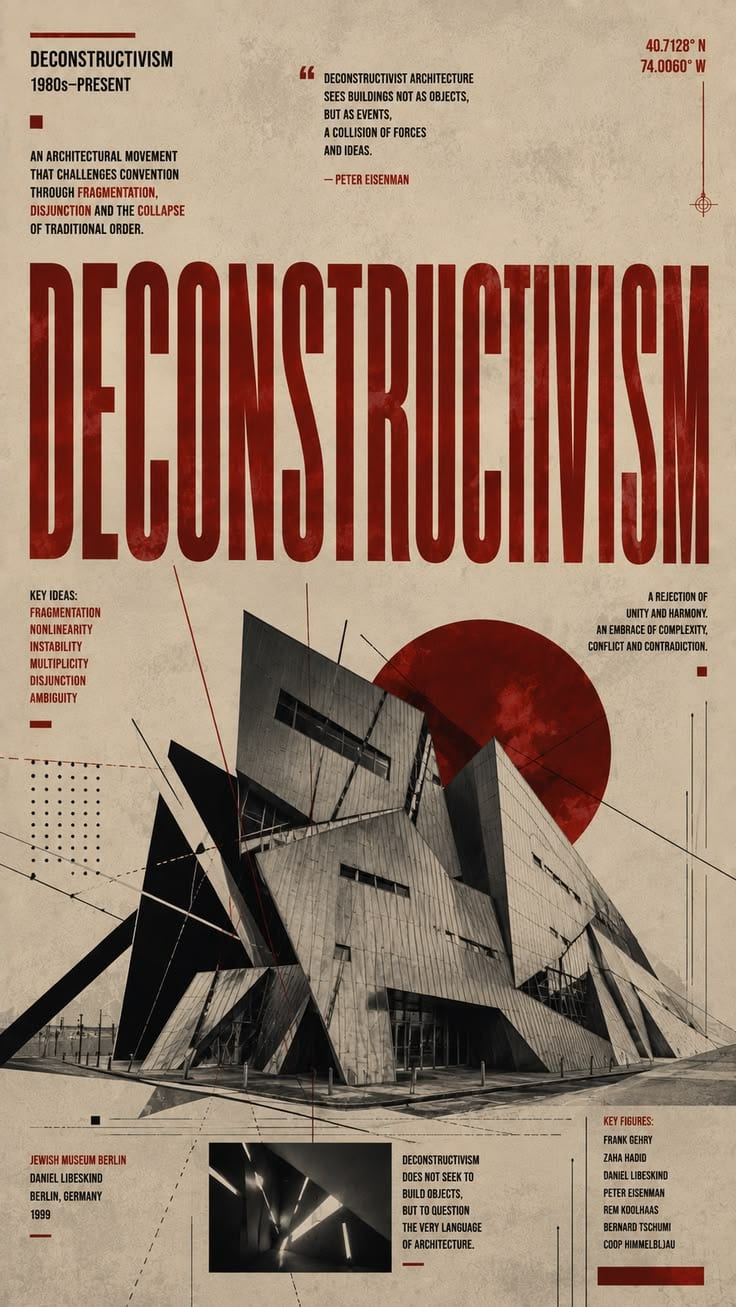 DECONSTRUCTIVISM
1980s–PRESENT
AN ARCHITECTURAL MOVEMENT
THAT CHALLENGES CONVENTION
THROUGH FRAGMENTATION,
DISJUNCTION AND THE COLLAPSE
OF TRADITIONAL ORDER.
“
DECONSTRUCTIVIST ARCHITECTURE
SEES BUILDINGS NOT AS OBJECTS,
BUT AS EVENTS,
A COLLISION OF FORCES
AND IDEAS.
— PETER EISENMAN
40.7128° N
74.0060° W
DECONSTRUCTIVISM
KEY IDEAS:
FRAGMENTATION
NONLINEARITY
INSTABILITY
MULTIPLICITY
DISJUNCTION
AMBIGUITY
A REJECTION OF
UNITY AND HARMONY.
AN EMBRACE OF COMPLEXITY,
CONFLICT AND CONTRADICTION.
JEWISH MUSEUM BERLIN
DANIEL LIBESKIND
BERLIN, GERMANY
1999
DECONSTRUCTIVISM
DOES NOT SEEK TO
BUILD OBJECTS,
BUT TO QUESTION
THE VERY LANGUAGE
OF ARCHITECTURE.
KEY FIGURES:
FRANK GEHRY
ZAHA HADID
DANIEL LIBESKIND
PETER EISENMAN
REM KOOLHAAS
BERNARD TSCHUMI
COOP HIMMELBLJAU